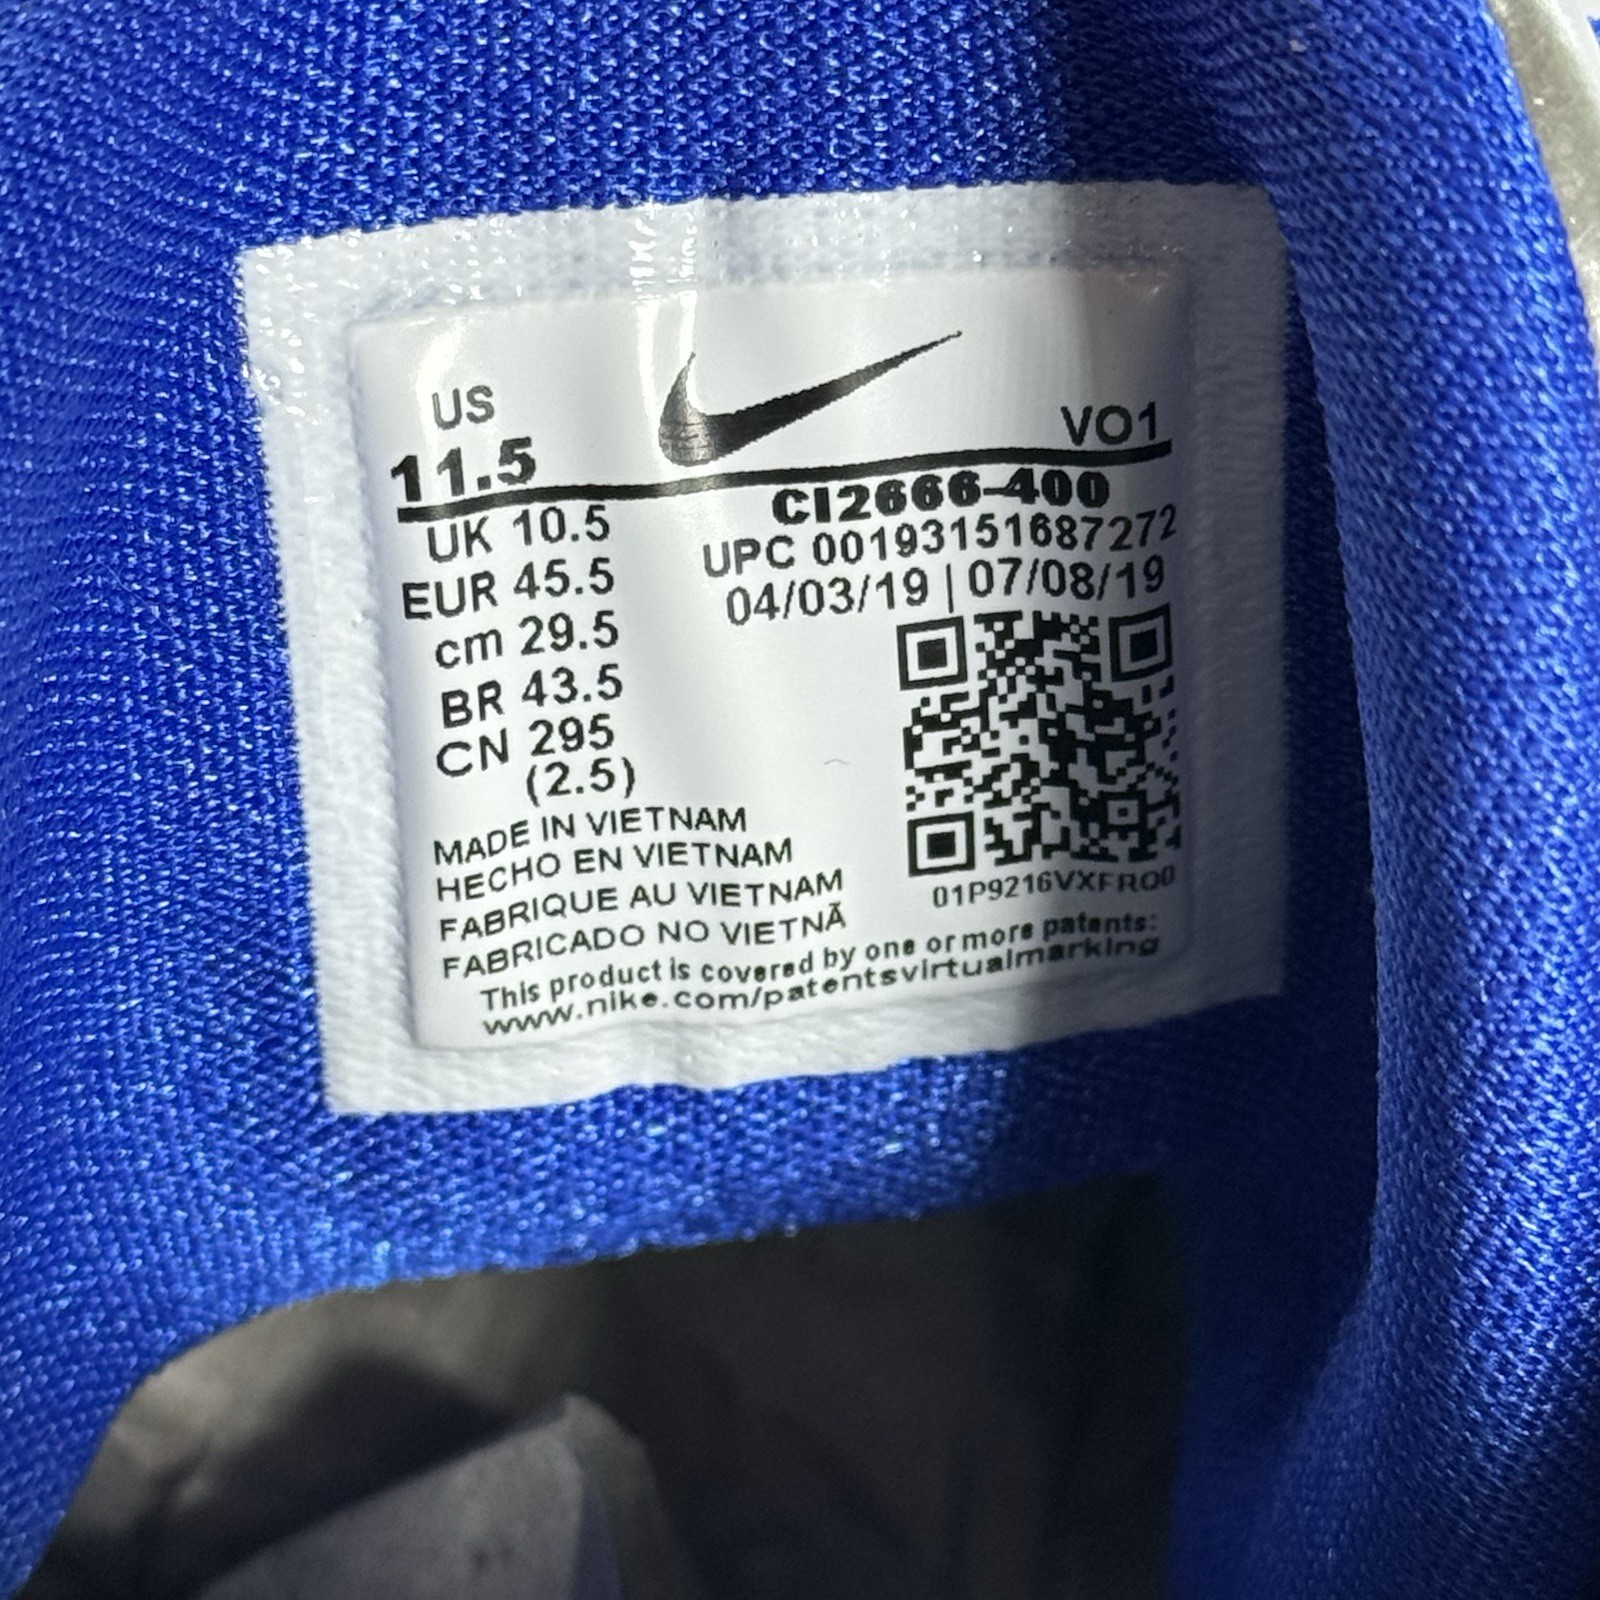 US
11.5
VO1
UK 10.5
EUR 45.5
cm 29.5
BR 43.5
CN 295
(2.5)
CI2666-400
UPC 00193151687272
04/03/19 | 07/08/19
01P9216VXFRQ0
MADE IN VIETNAM
HECHO EN VIETNAM
FABRIQUE AU VIETNAM
FABRICADO NO VIETNÃ
This product is covered by one or more patents:
www.nike.com/patentsvirtualmarking